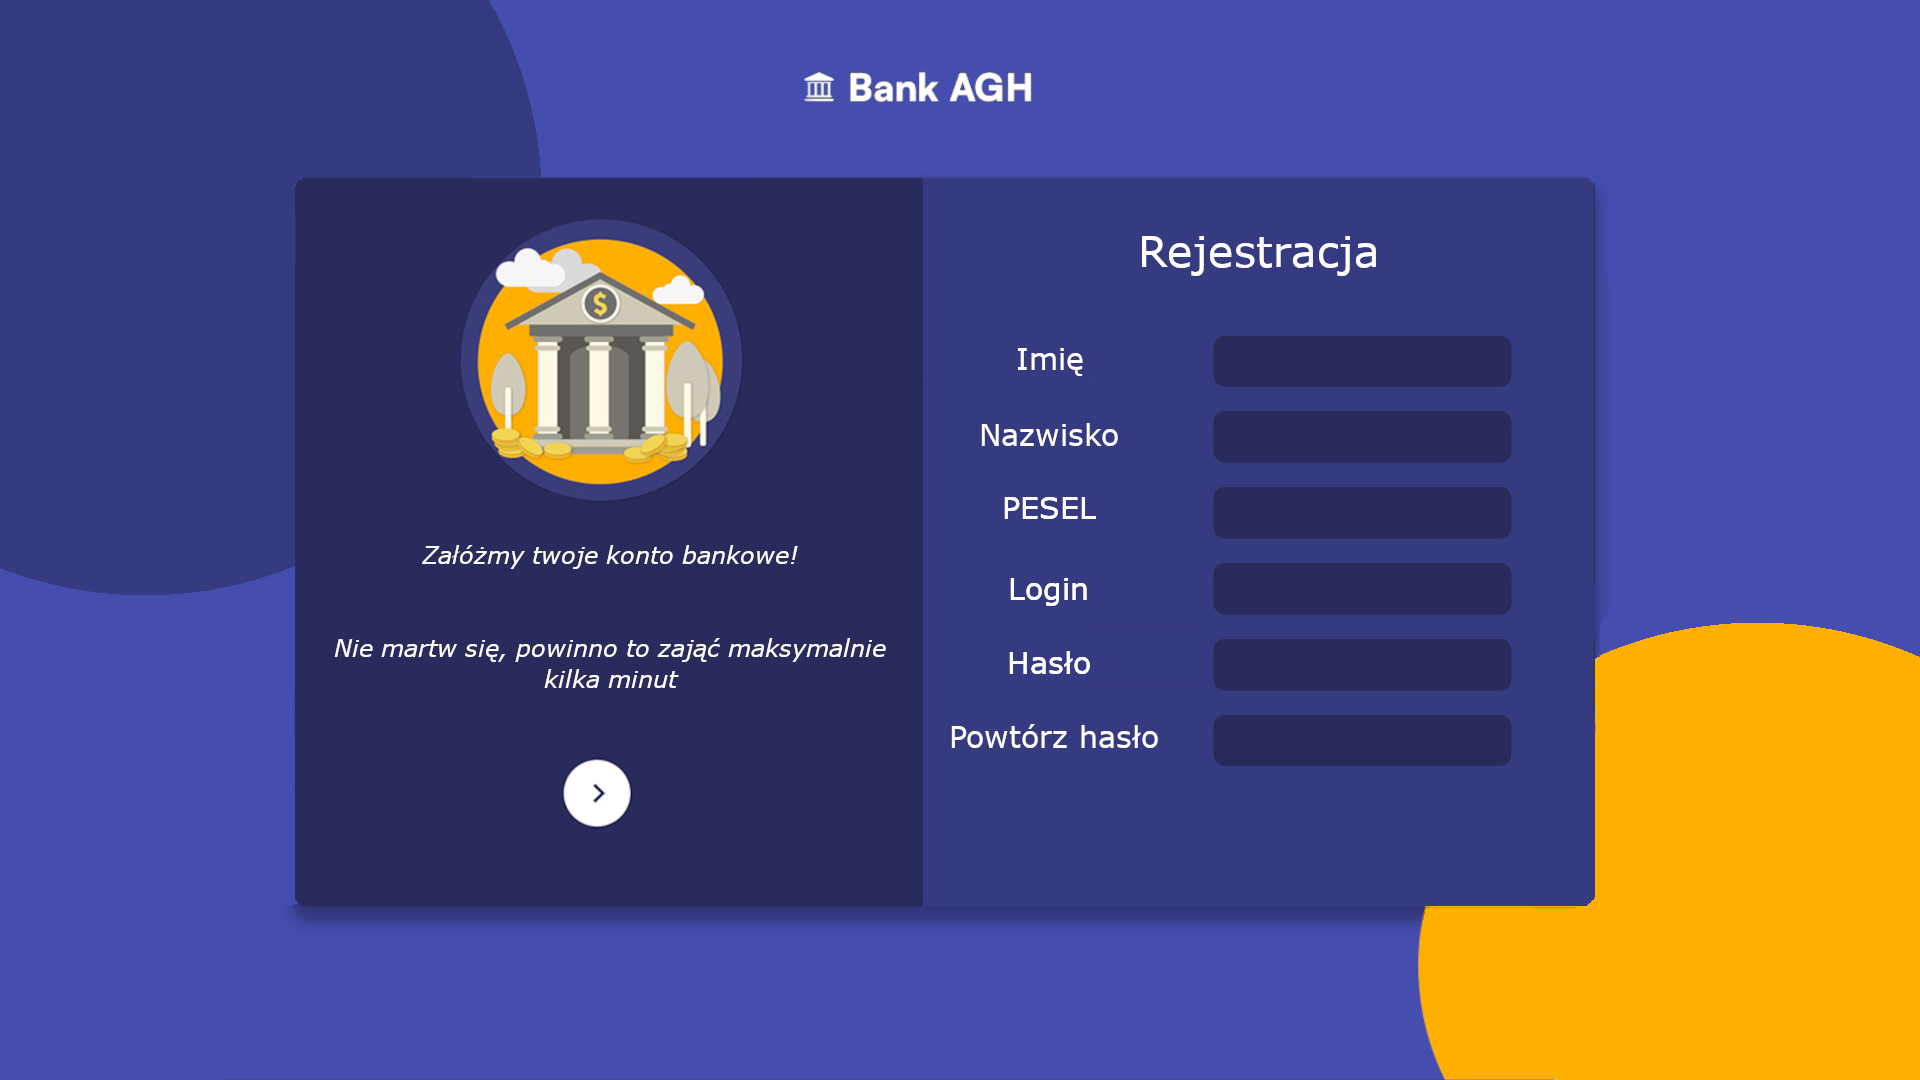 Bank AGH
$
Załóżmy twoje konto bankowe!
Nie martw się, powinno to zająć maksymalnie
kilka minut
Rejestracja
Imię
Nazwisko
PESEL
Login
Hasło
Powtórz hasło